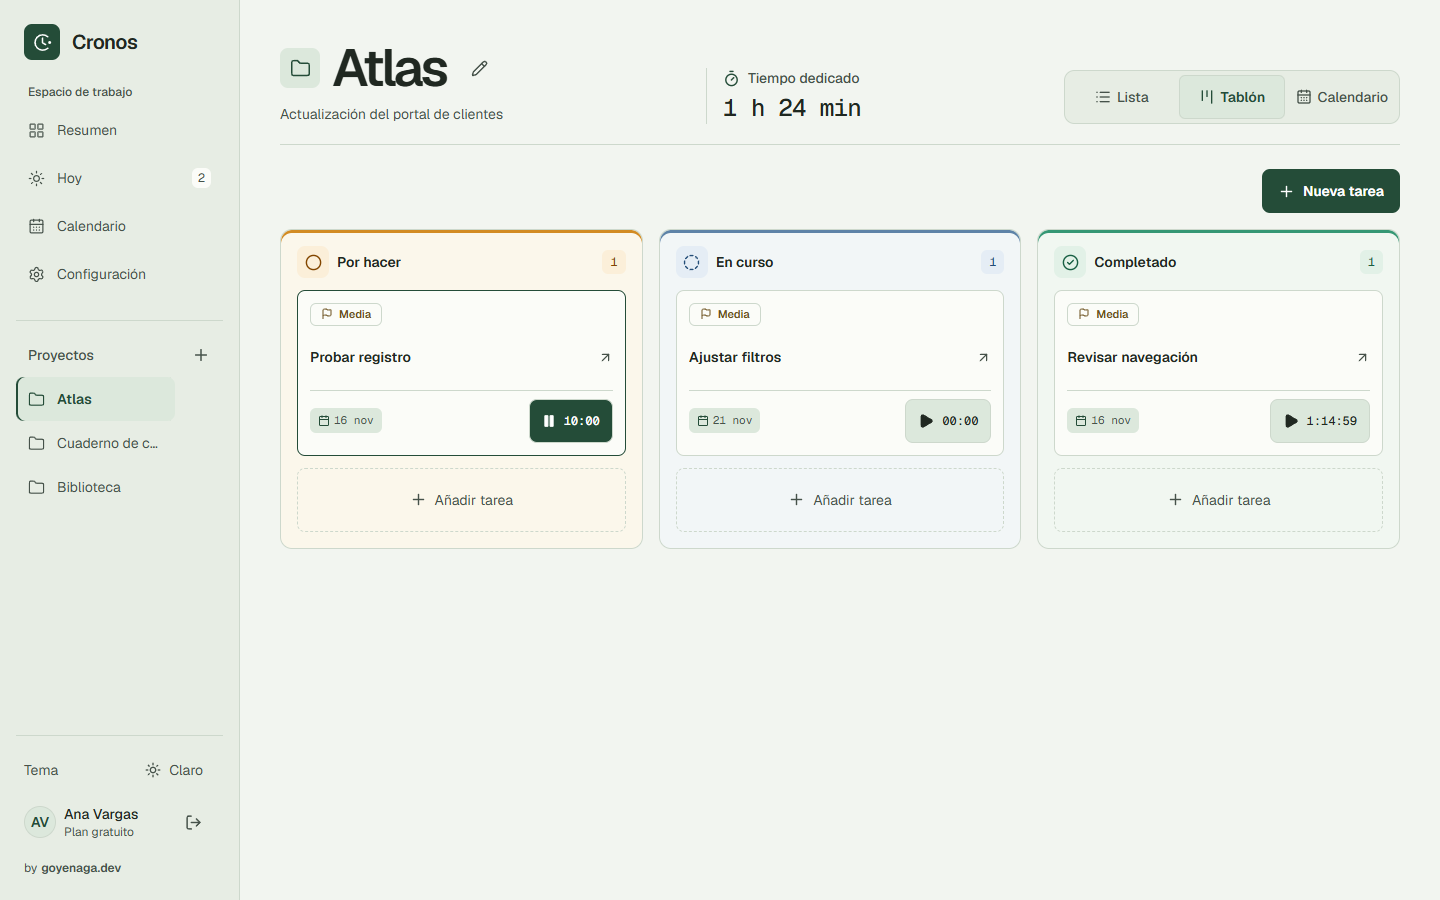 Cronos
Espacio de trabajo
Resumen
Hoy 2
Calendario
Configuración
Proyectos
Atlas
Cuaderno de c...
Biblioteca
Tema Claro
AV
Ana Vargas
Plan gratuito
by goyenaga.dev
Atlas
Actualización del portal de clientes
Tiempo dedicado
1 h 24 min
Lista
Tablón
Calendario
Nueva tarea
Por hacer 1
Media
Probar registro
16 nov 10:00
Añadir tarea
En curso 1
Media
Ajustar filtros
21 nov 00:00
Añadir tarea
Completado 1
Media
Revisar navegación
16 nov 1:14:59
Añadir tarea